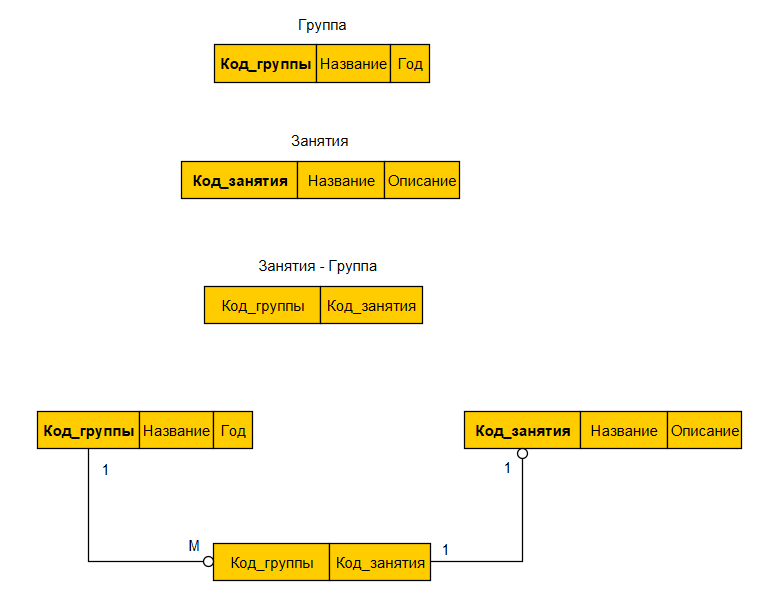 Группа
Код_группы Название Год
Занятия
Код_занятия Название Описание
Занятия - Группа
Код_группы Код_занятия
Код_группы Название Год
Код_занятия Название Описание
1
1
M
1
Код_группы Код_занятия